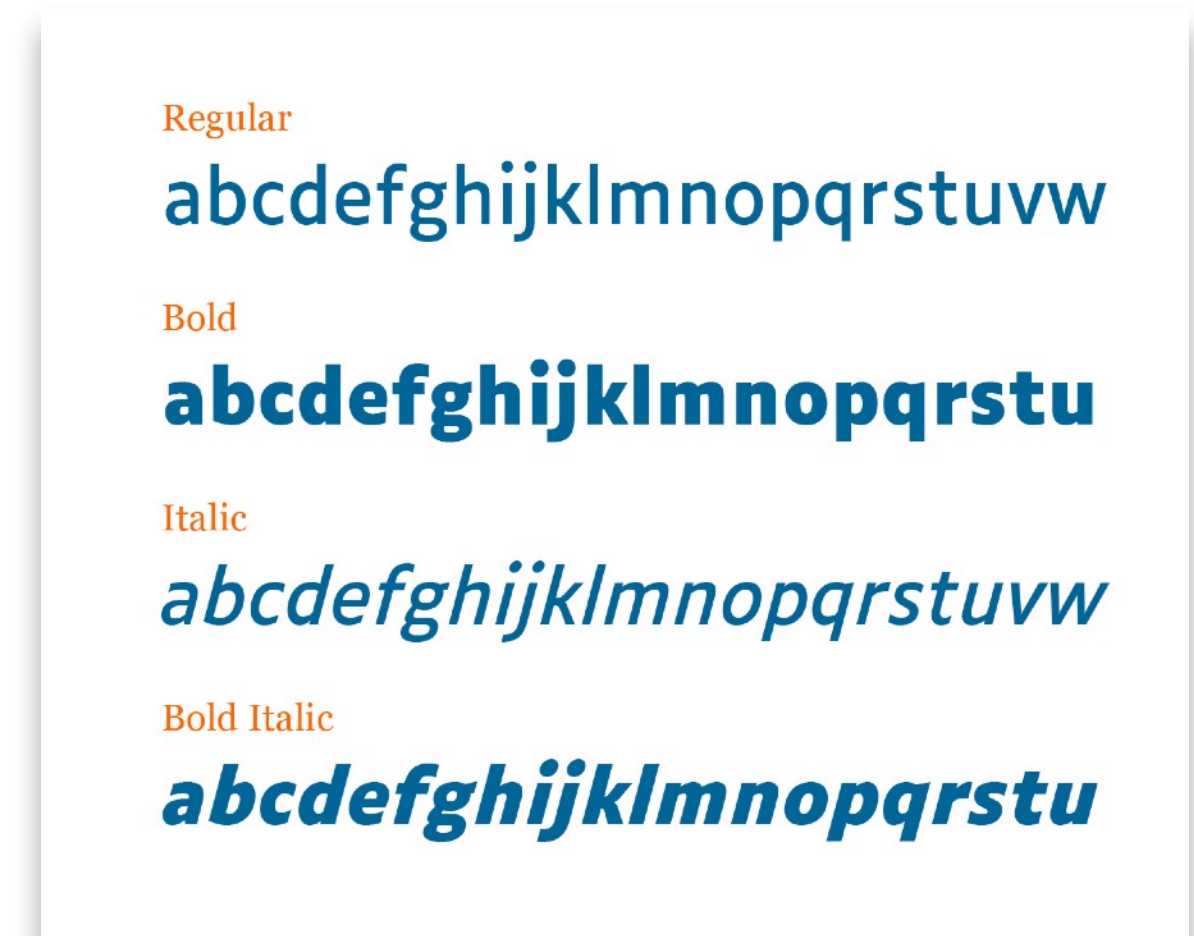 Regular
abcdefghijklmnopqrstuvw
Bold
abcdefghijklmnopqrstu
Italic
abcdefghijklmnopqrstuvw
Bold Italic
abcdefghijklmnopqrstu